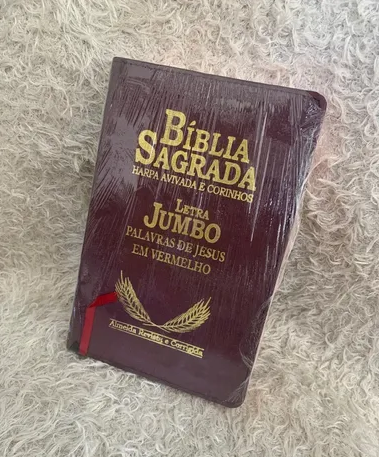 BÍBLIA
SAGRADA
HARPA AVIVADA E CORINHOS
LETRA
JUMBO
PALAVRAS DE JESUS
EM VERMELHO
Almeida Revista e Corrigida